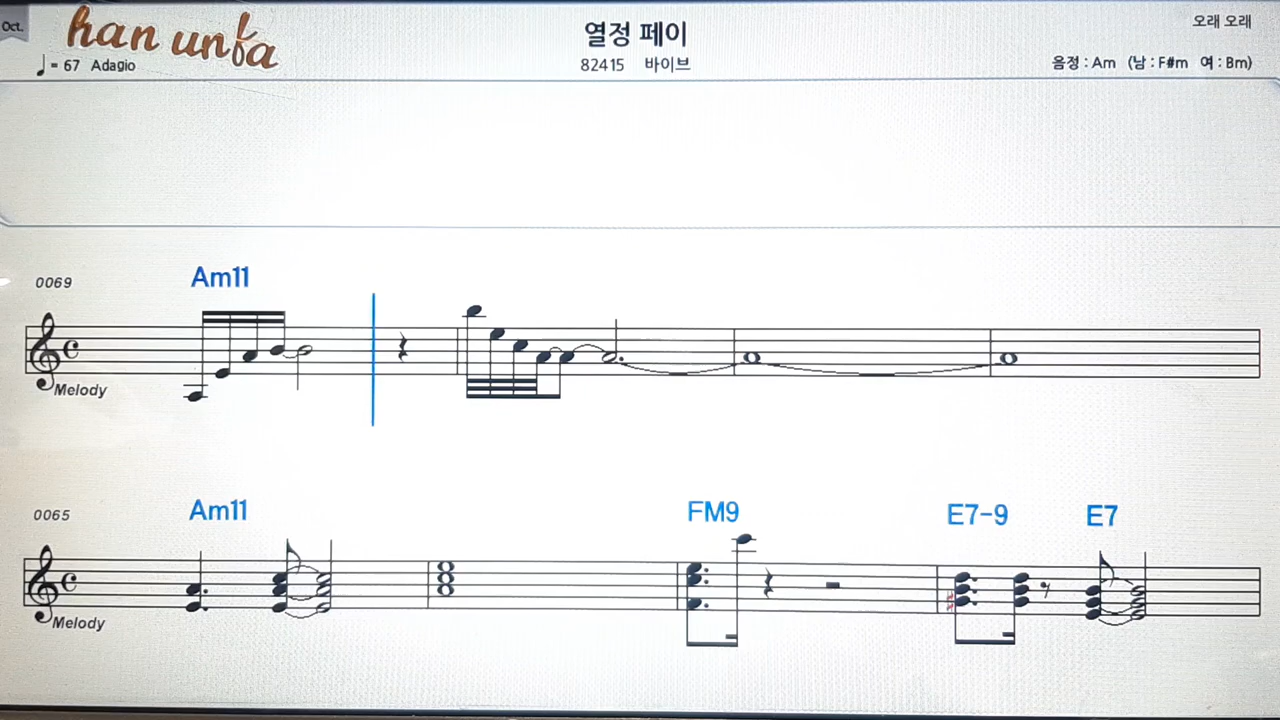 Oct.
han unfa
열정 페이
오래 오래
♩= 67 Adagio
82415 바이브
음정 : Am (남 : F#m 여 : Bm)
0069
Am11
Melody
0065
Am11
FM9
E7-9
E7
Melody